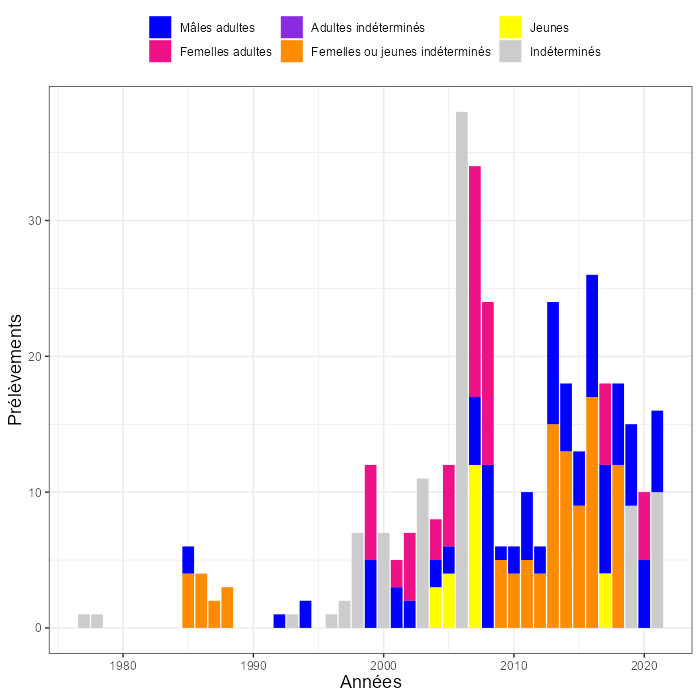 Mâles adultes
Adultes indéterminés
Jeunes
Femelles adultes
Femelles ou jeunes indéterminés
Indéterminés
Prélèvements
30
20
10
0
1980
1990
2000
2010
2020
Années